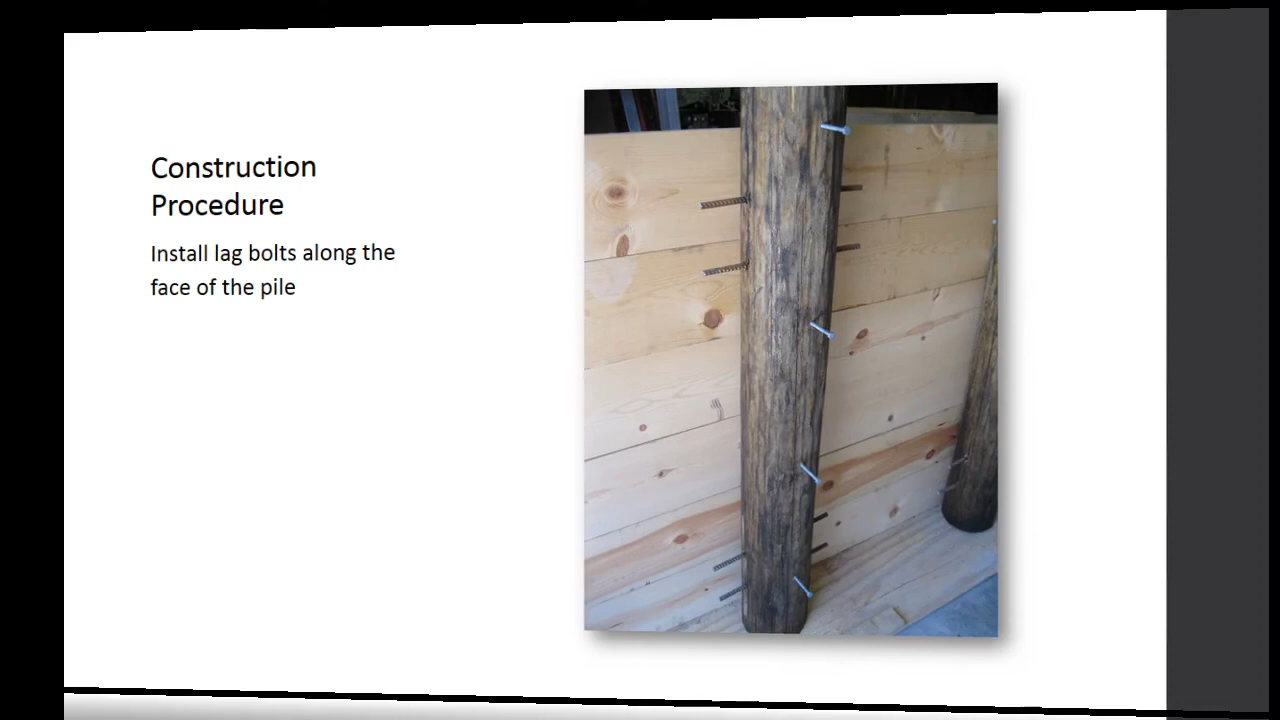 Construction
Procedure
Install lag bolts along the
face of the pile